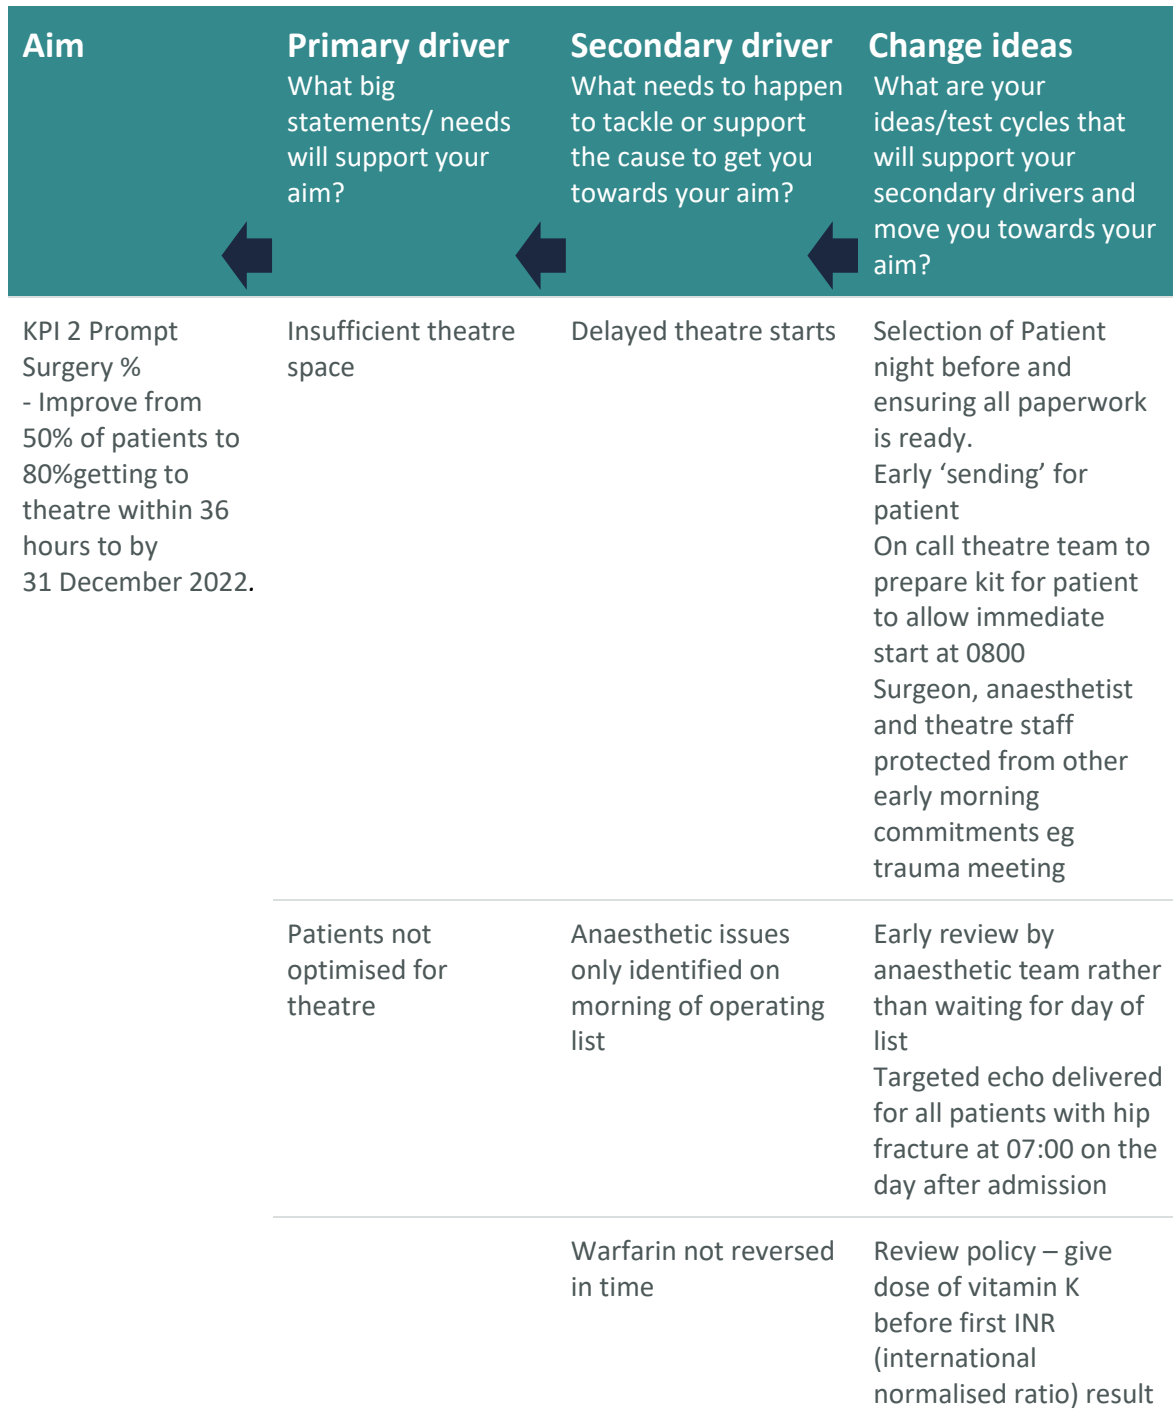 Aim
Primary driver
What big
statements/ needs
will support your
aim?
Secondary driver
What needs to happen
to tackle or support
the cause to get you
towards your aim?
Change ideas
What are your
ideas/test cycles that
will support your
secondary drivers and
move you towards your
aim?
KPI 2 Prompt
Surgery %
- Improve from
50% of patients to
80%getting to
theatre within 36
hours to by
31 December 2022.
Insufficient theatre
space
Delayed theatre starts
Selection of Patient
night before and
ensuring all paperwork
is ready.
Early ‘sending’ for
patient
On call theatre team to
prepare kit for patient
to allow immediate
start at 0800
Surgeon, anaesthetist
and theatre staff
protected from other
early morning
commitments eg
trauma meeting
Patients not
optimised for
theatre
Anaesthetic issues
only identified on
morning of operating
list
Early review by
anaesthetic team rather
than waiting for day of
list
Targeted echo delivered
for all patients with hip
fracture at 07:00 on the
day after admission
Warfarin not reversed
in time
Review policy – give
dose of vitamin K
before first INR
(international
normalised ratio) result